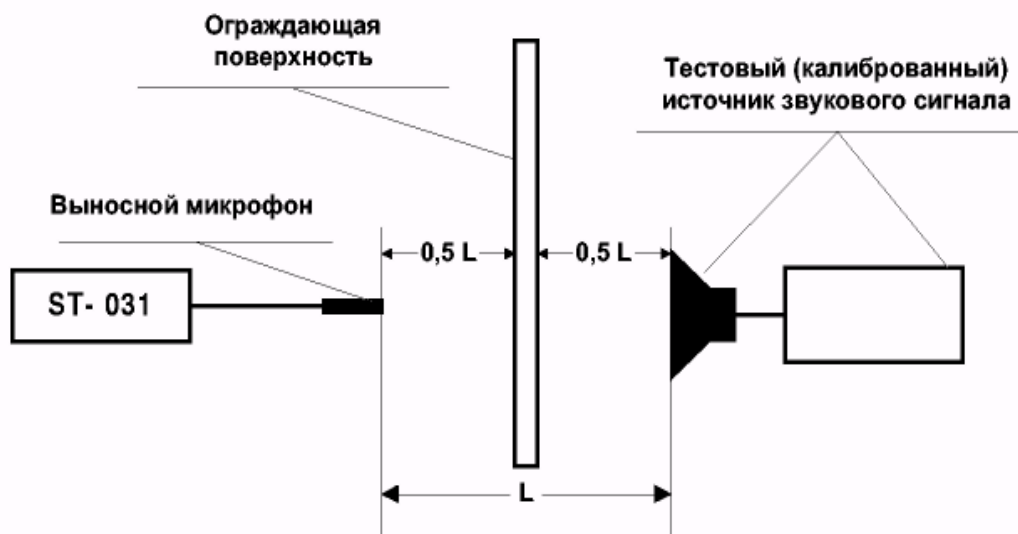 Ограждающая
поверхность
Тестовый (калиброванный)
источник звукового сигнала
Выносной микрофон
0,5 L
0,5 L
ST- 031
L